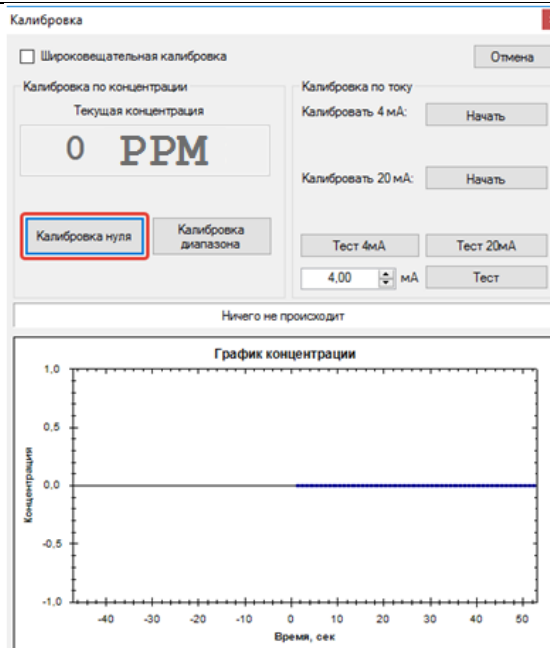 Калибровка
Широковещательная калибровка
Отмена
Калибровка по концентрации
Текущая концентрация
0 PPM
Калибровка нуля
Калибровка
диапазона
Калибровка по току
Калибровать 4 мА:
Начать
Калибровать 20 мА:
Начать
Тест 4мА
Тест 20мА
4,00
мА
Тест
Ничего не происходит
График концентрации
Концентрация
1,0
0,5
0,0
-0,5
-1,0
-40 -30 -20 -10 0 10 20 30 40 50
Время, сек